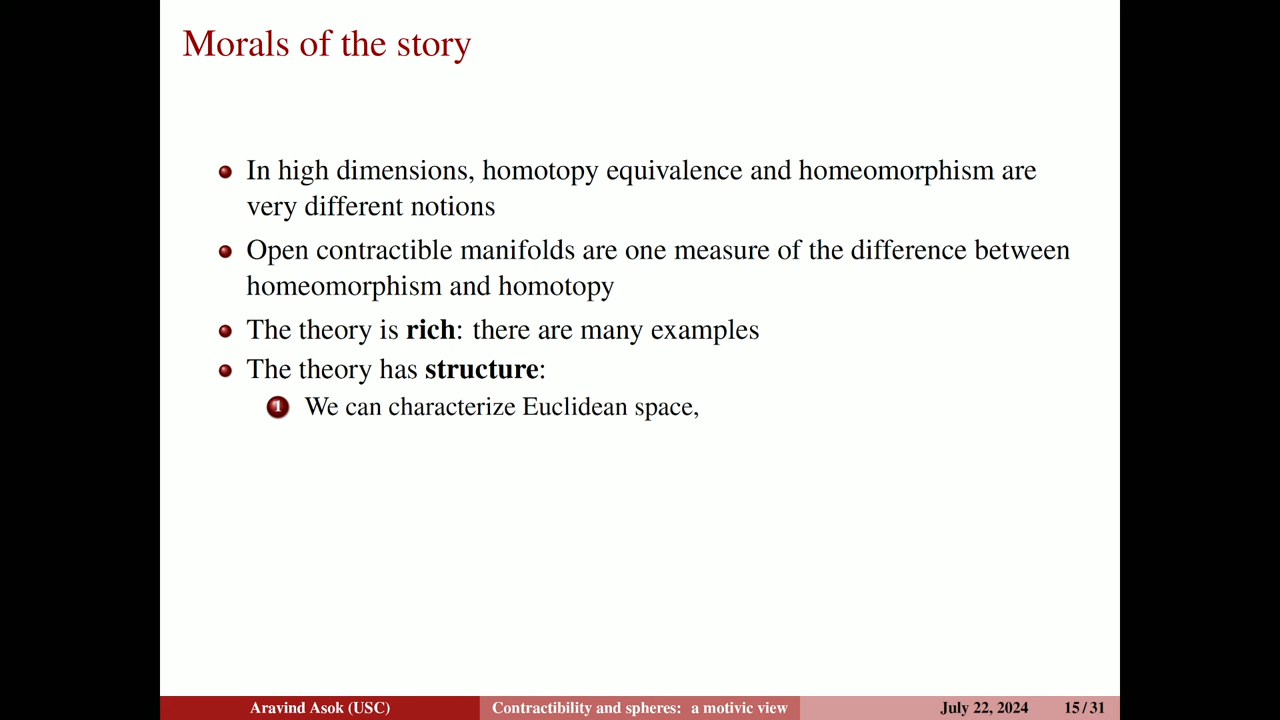 Morals of the story
In high dimensions, homotopy equivalence and homeomorphism are
very different notions
Open contractible manifolds are one measure of the difference between
homeomorphism and homotopy
The theory is rich: there are many examples
The theory has structure:
1 We can characterize Euclidean space,
Aravind Asok (USC) Contractibility and spheres: a motivic view July 22, 2024 15 / 31